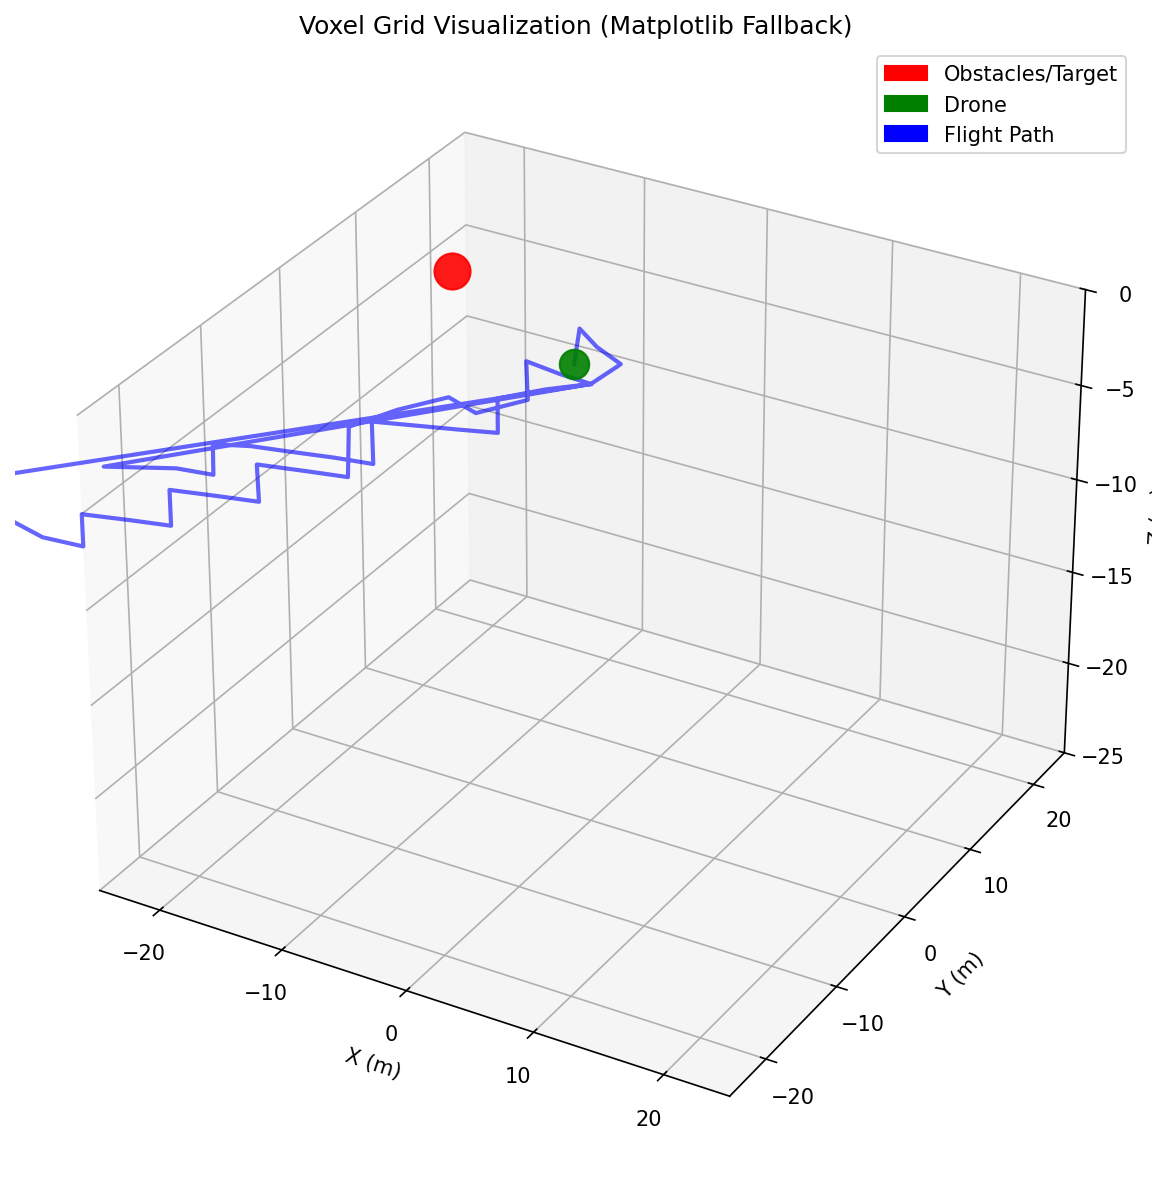 Voxel Grid Visualization (Matplotlib Fallback)
Obstacles/Target
Drone
Flight Path
0
−5
−10
−15
−20
−25
20
10
0
−10
−20
Y (m)
−20
−10
0
10
20
X (m)